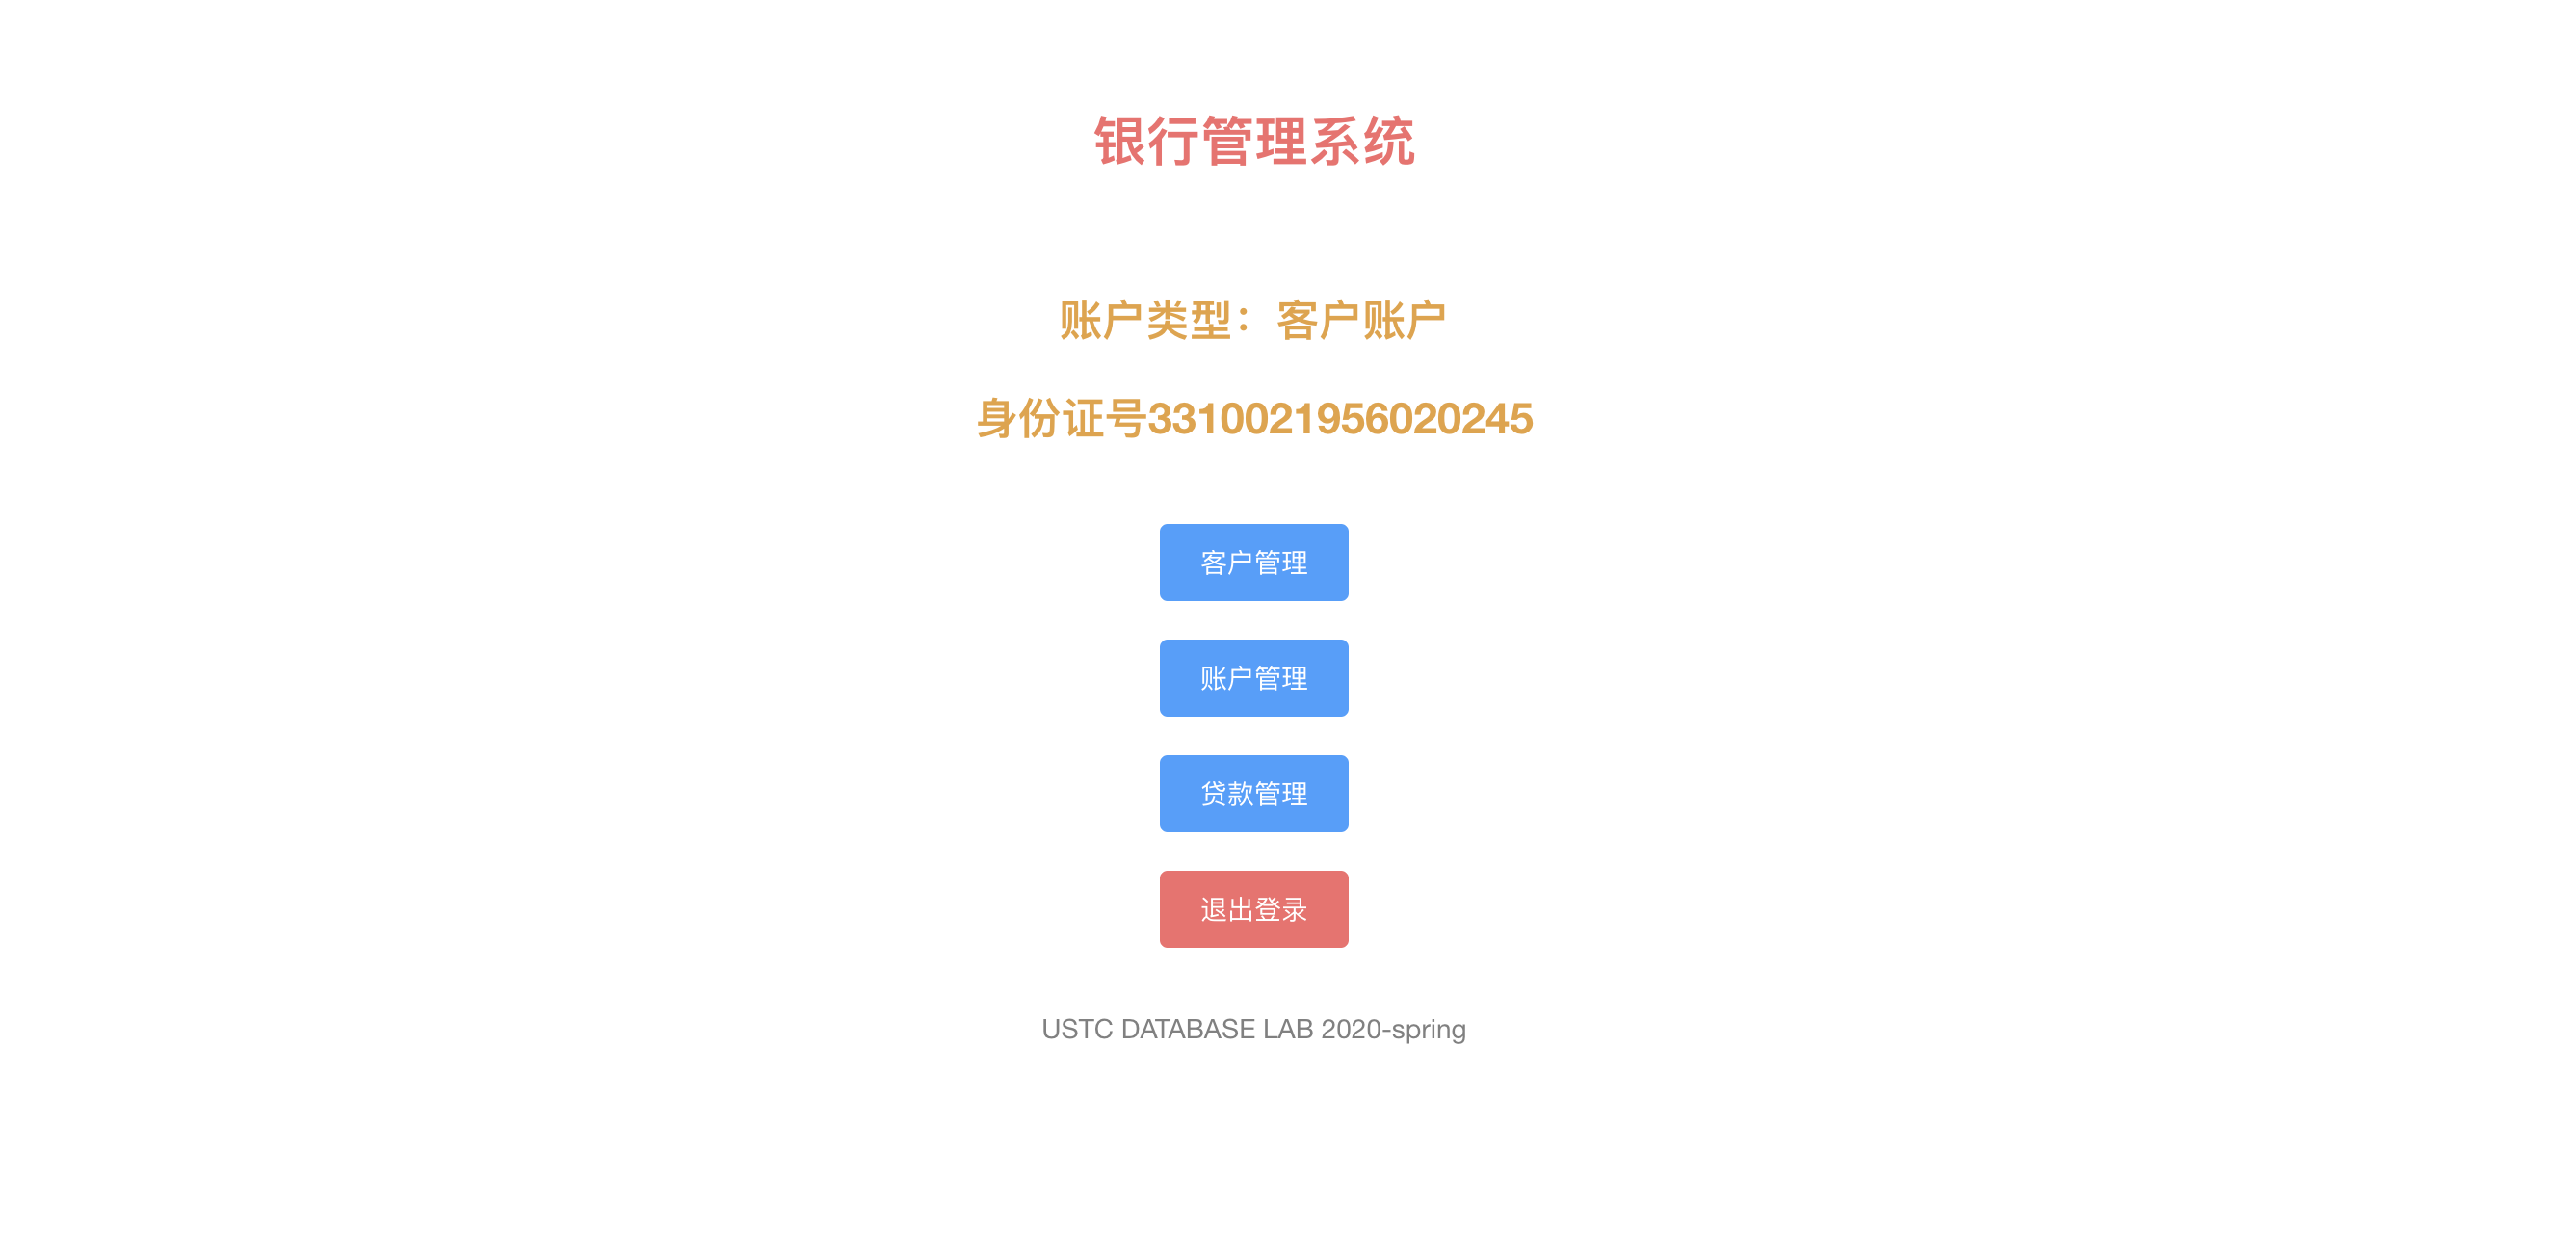 银行管理系统
账户类型：客户账户
身份证号3310021956020245
客户管理
账户管理
贷款管理
退出登录
USTC DATABASE LAB 2020-spring